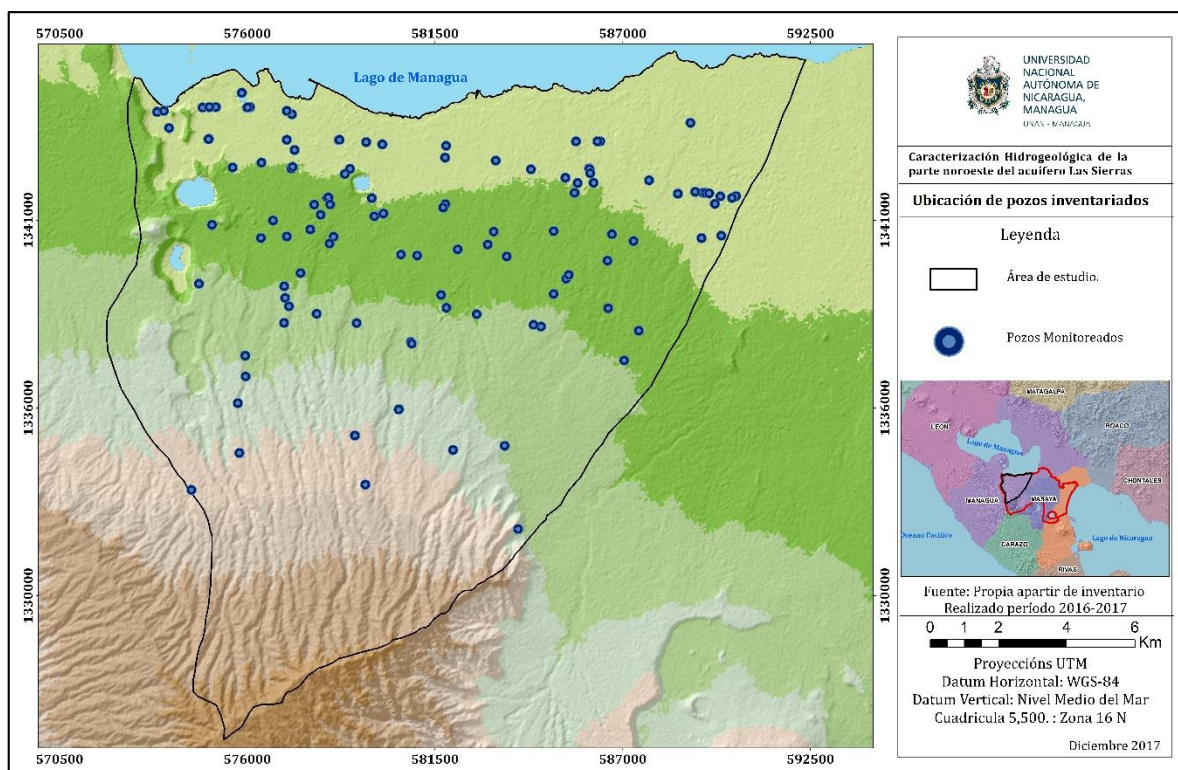 570500 576000 581500 587000 592500
Lago de Managua
1341000
1336000
1330000
1341000
1336000
1330000
570500 576000 581500 587000 592500
UNIVERSIDAD
NACIONAL
AUTÓNOMA DE
NICARAGUA,
MANAGUA
UNAN - MANAGUA
Caracterización Hidrogeológica de la
parte noroeste del acuífero Las Sierras
Ubicación de pozos inventariados
Leyenda
Área de estudio.
Pozos Monitoreados
MATAGALPA
LEON
BOACO
Lago de Managua
CHONTALES
MANAGUA
MASAYA
Oceano Pacifico
CARAZO
Lago de Nicaragua
RIVAS
Fuente: Propia apartir de inventario
Realizado período 2016-2017
0 1 2 4 6
Km
Proyeccións UTM
Datum Horizontal: WGS-84
Datum Vertical: Nivel Medio del Mar
Cuadricula 5,500. : Zona 16 N
Diciembre 2017